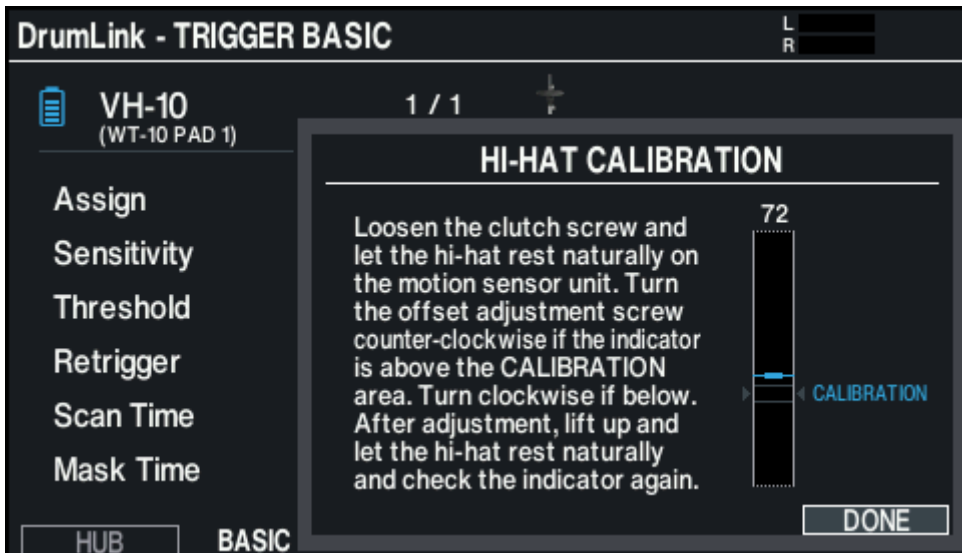 DrumLink - TRIGGER BASIC
L
R
VH-10
1 / 1
(WT-10 PAD 1)
Assign
Sensitivity
Threshold
Retrigger
Scan Time
Mask Time
HUB
BASIC
HI-HAT CALIBRATION
Loosen the clutch screw and
let the hi-hat rest naturally on
the motion sensor unit. Turn
the offset adjustment screw
counter-clockwise if the indicator
is above the CALIBRATION
area. Turn clockwise if below.
After adjustment, lift up and
let the hi-hat rest naturally
and check the indicator again.
72
CALIBRATION
DONE